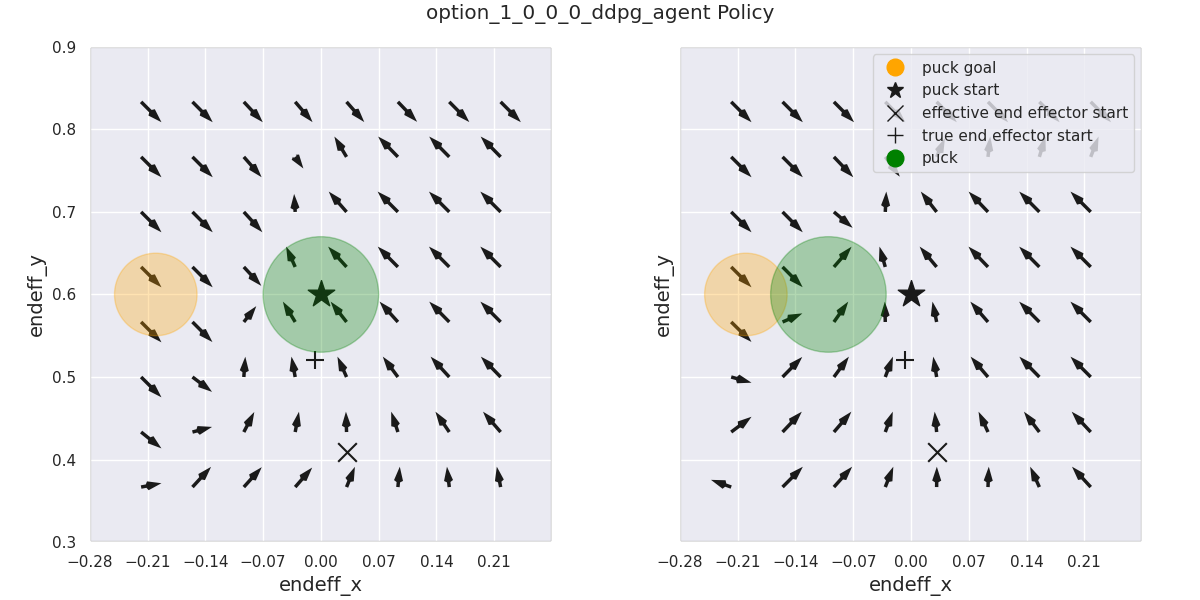 option_1_0_0_0_ddpg_agent Policy
0.9
0.8
0.7
0.6
0.5
0.4
0.3
endeff_y
−0.28 −0.21 −0.14 −0.07 0.00 0.07 0.14 0.21
endeff_x
puck goal
puck start
effective end effector start
true end effector start
puck
endeff_y
−0.28 −0.21 −0.14 −0.07 0.00 0.07 0.14 0.21
endeff_x